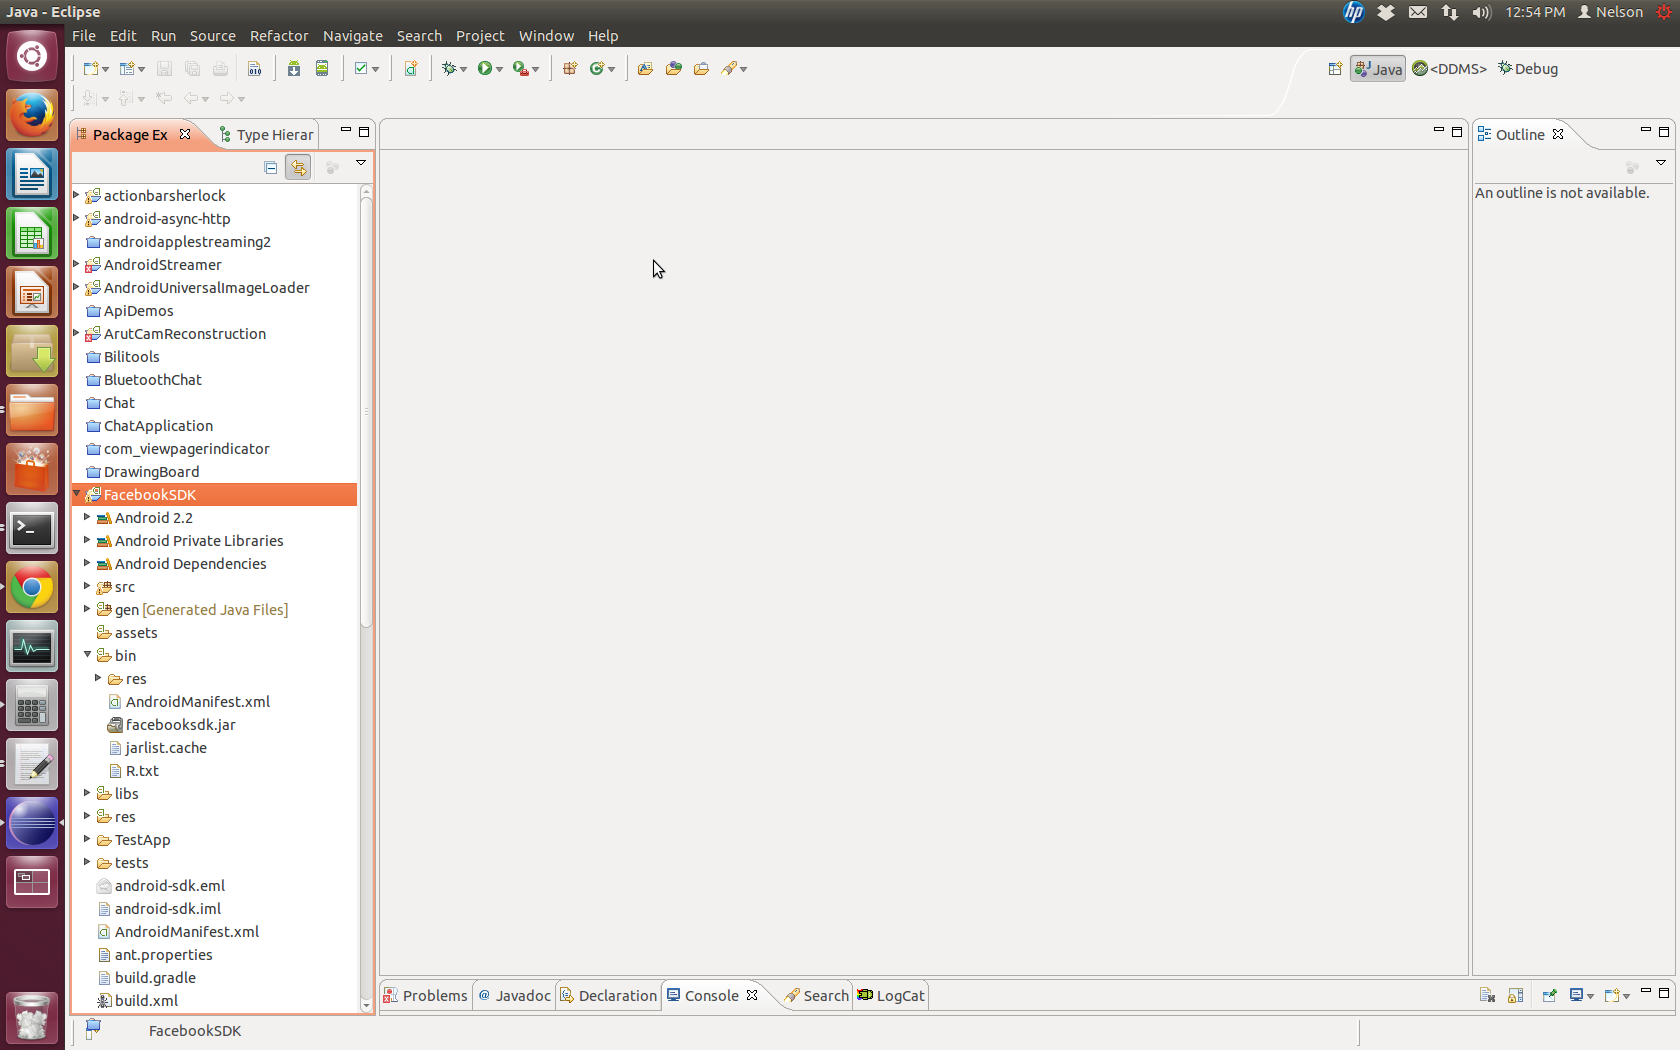 Java - Eclipse
12:54 PM Nelson
File Edit Run Source Refactor Navigate Search Project Window Help
Java <DDMS> Debug
Package Ex Type Hierar
Outline
An outline is not available.
actionbarsherlock
android-async-http
androidapplestreaming2
AndroidStreamer
AndroidUniversalImageLoader
ApiDemos
ArutCamReconstruction
Bilitools
BluetoothChat
Chat
ChatApplication
com_viewpagerindicator
DrawingBoard
FacebookSDK
Android 2.2
Android Private Libraries
Android Dependencies
src
gen [Generated Java Files]
assets
bin
res
AndroidManifest.xml
facebooksdk.jar
jarlist.cache
R.txt
libs
res
TestApp
tests
android-sdk.eml
android-sdk.iml
AndroidManifest.xml
ant.properties
build.gradle
build.xml
Problems @ Javadoc Declaration Console Search LogCat
FacebookSDK